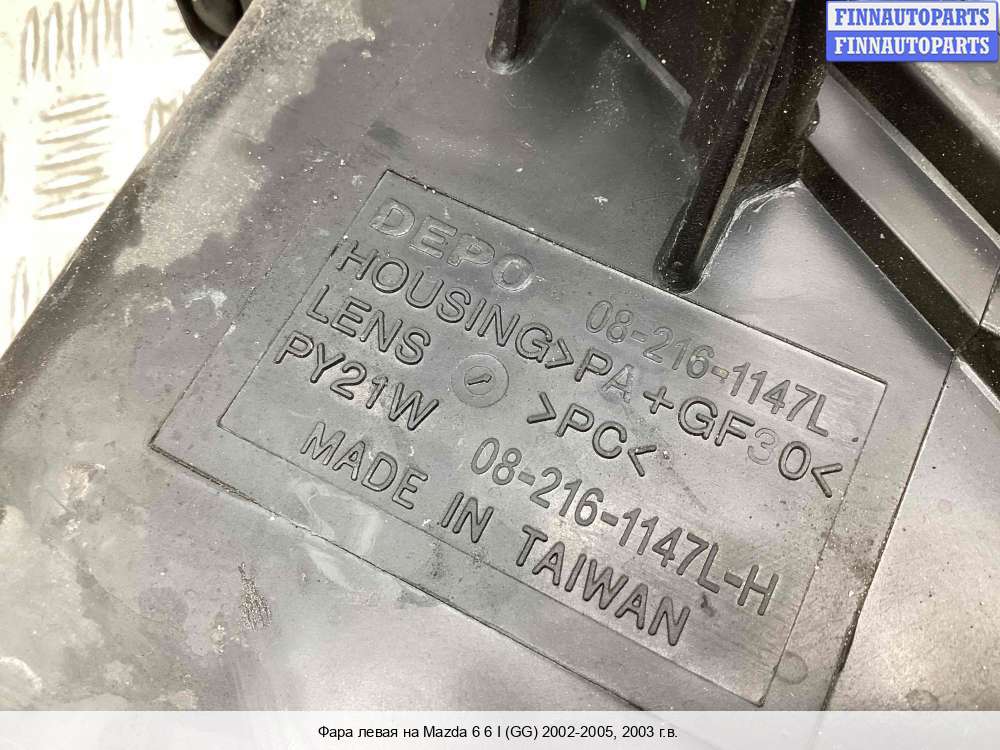 FINNAUTOPARTS
FINNAUTOPARTS
DEPO 08-216-1147L
HOUSING>PA+GF30<
LENS >PC<
PY21W 08-216-1147L-H
MADE IN TAIWAN
Фара левая на Mazda 6 6 I (GG) 2002-2005, 2003 г.в.